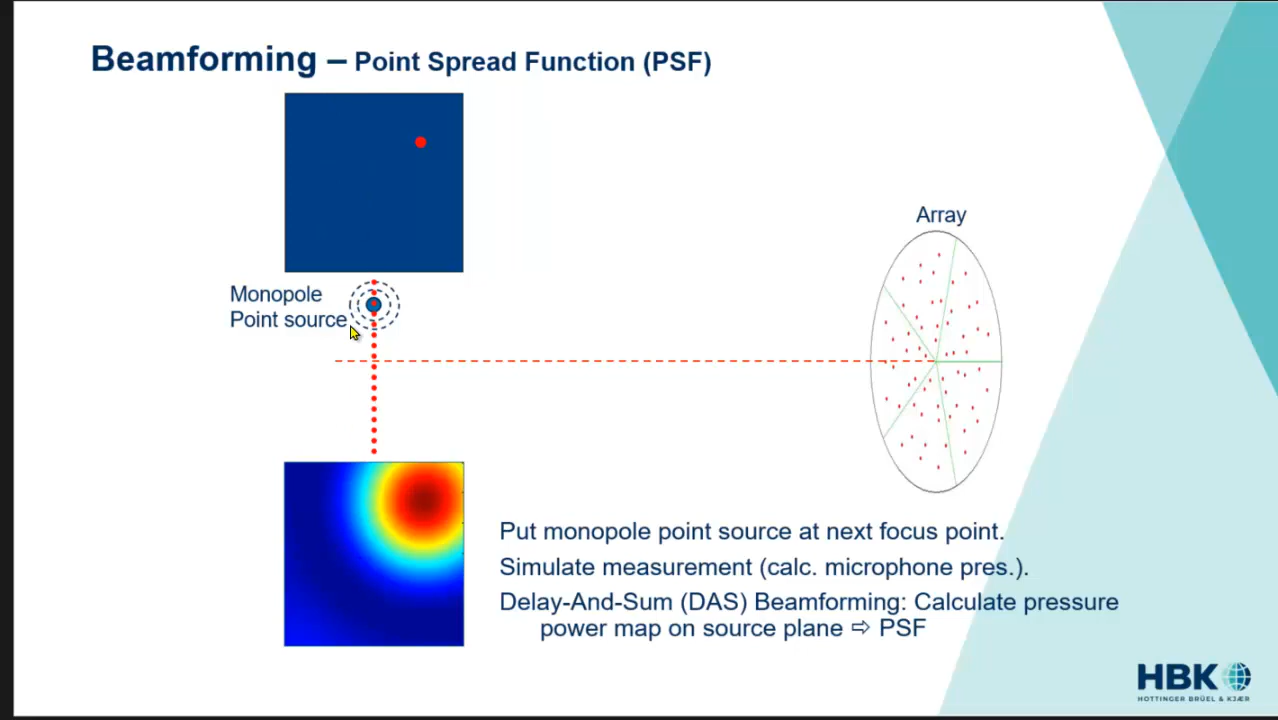 Beamforming – Point Spread Function (PSF)
Array
Monopole
Point source
Put monopole point source at next focus point.
Simulate measurement (calc. microphone pres.).
Delay-And-Sum (DAS) Beamforming: Calculate pressure
power map on source plane ⇨ PSF
HBK
HOTTINGER BRÜEL & KJÆR